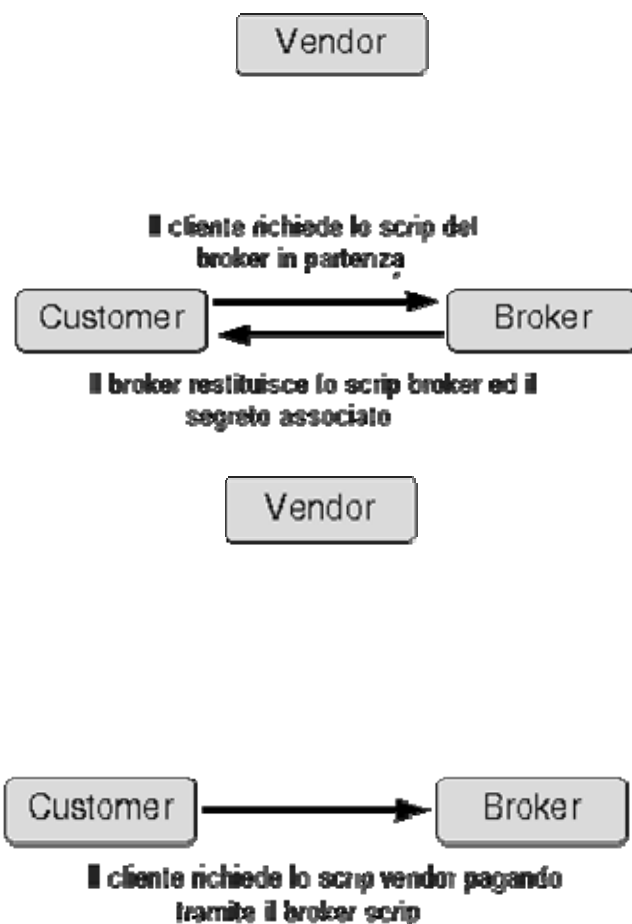 Vendor
Il cliente richiede lo scrip del
broker in partenza
Customer
Broker
Il broker restituisce lo scrip broker ed il
segreto associato
Vendor
Customer
Broker
Il cliente richiede lo scrip vendor pagando
tramite il broker scrip